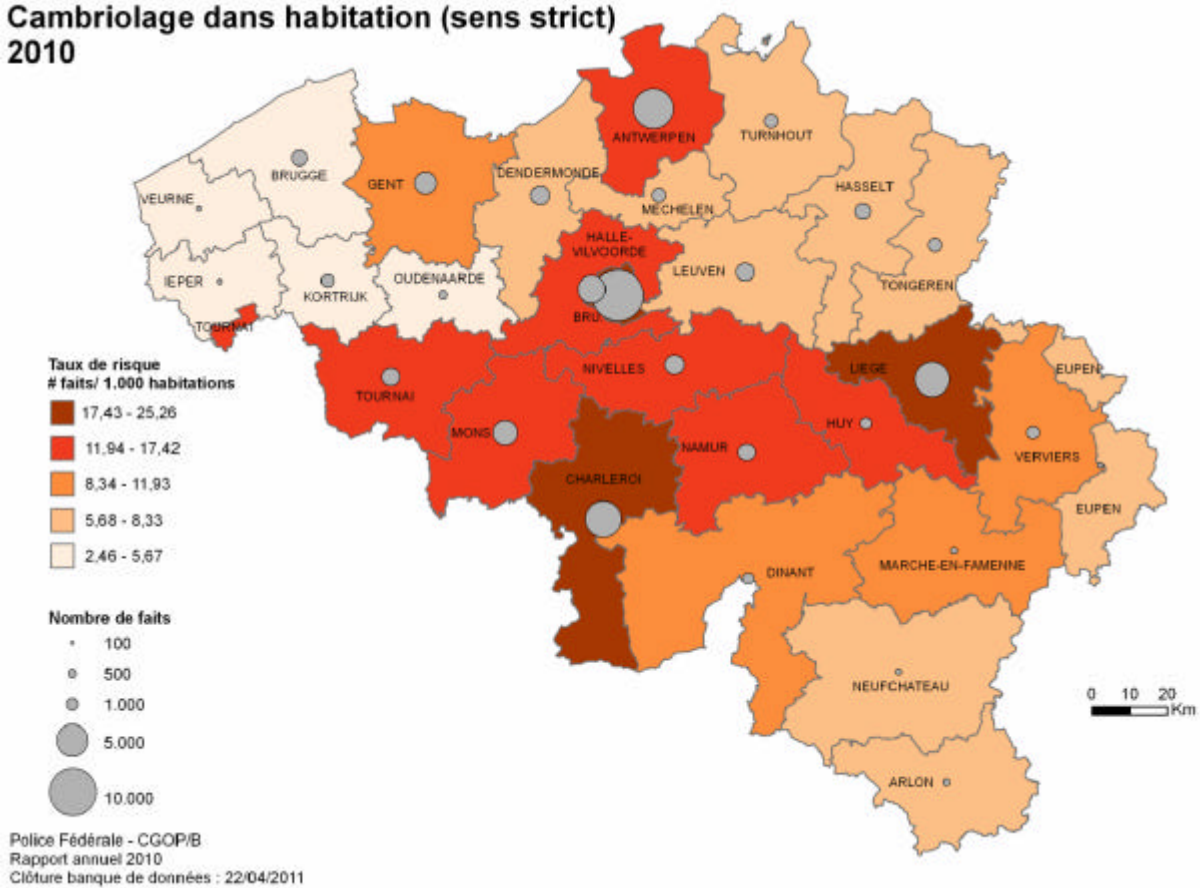 Cambriolage dans habitation (sens strict)
2010
ANTWERPEN
TURNHOUT
BRUGGE
GENT
DENDERMONDE
HASSELT
VEURNE
MECHELEN
HALLE-
VILVOORDE
LEUVEN
IEPER
KORTRIJK
OUDENAARDE
TONGEREN
BRU
TOURNAI
NIVELLES
LIEGE
EUPEN
TOURNAI
MONS
NAMUR
HUY
VERVIERS
CHARLEROI
EUPEN
DINANT
MARCHE-EN-FAMENNE
NEUFCHATEAU
ARLON
Taux de risque
# faits/ 1.000 habitations
17,43 - 25,26
11,94 - 17,42
8,34 - 11,93
5,68 - 8,33
2,46 - 5,67
Nombre de faits
100
500
1.000
5.000
10.000
0 10 20
Km
Police Fédérale - CGOP/B
Rapport annuel 2010
Clôture banque de données : 22/04/2011